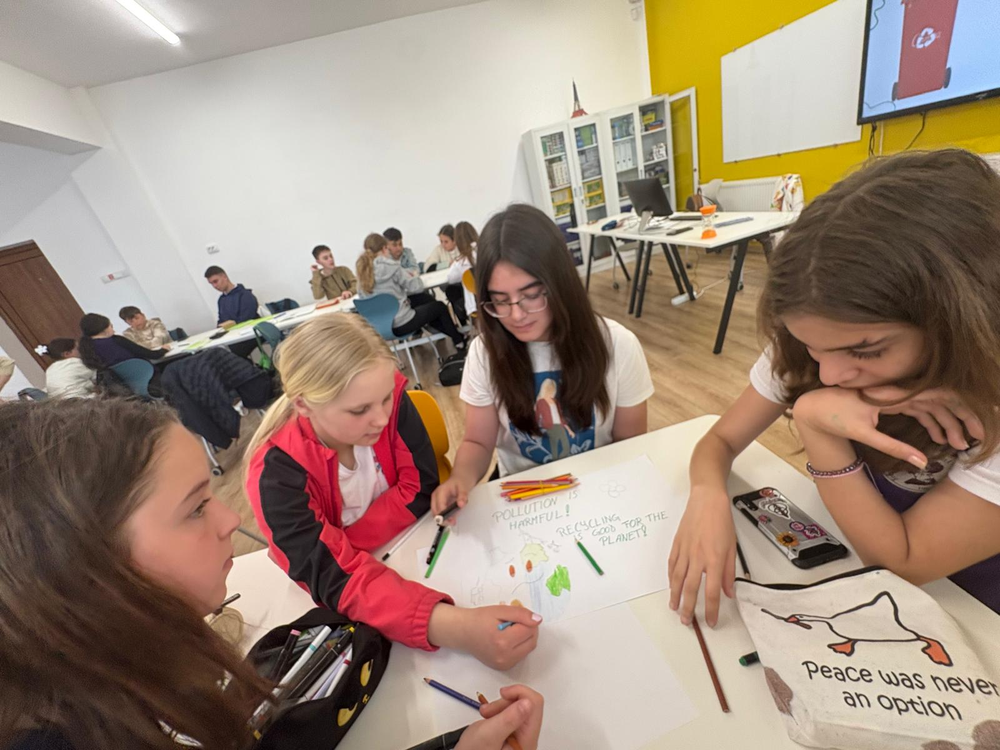 POLLUTION IS
HARMFUL!
RECYCLING
IS GOOD FOR THE
PLANET!
Peace was never
an option